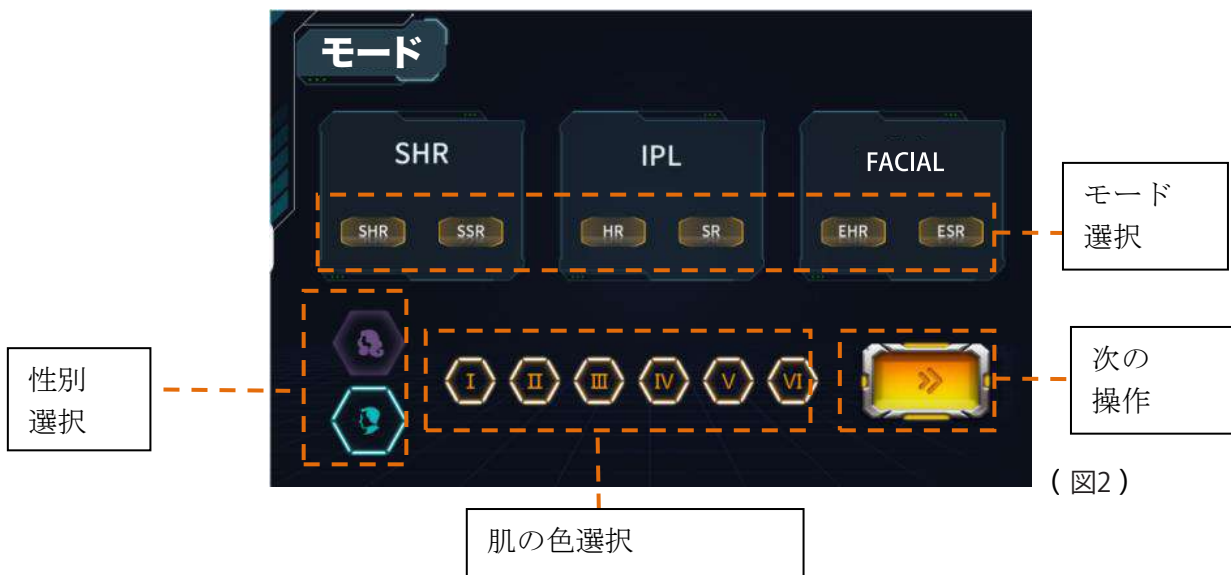 モード
SHR
IPL
FACIAL
SHR
SSR
HR
SR
EHR
ESR
モード
選択
性別
選択
I
II
III
IV
V
VI
次の
操作
( 図2 )
肌の色選択